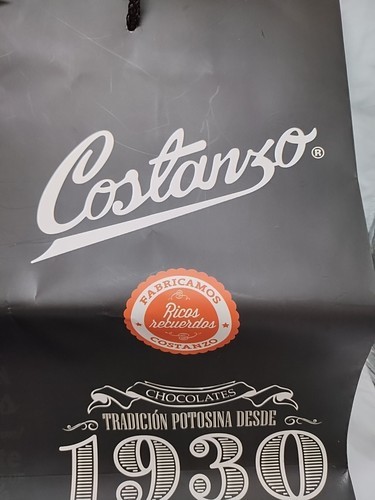 Costanzo®
FABRICAMOS
Ricos
recuerdos
COSTANZO
CHOCOLATES
TRADICIÓN POTOSINA DESDE
1930